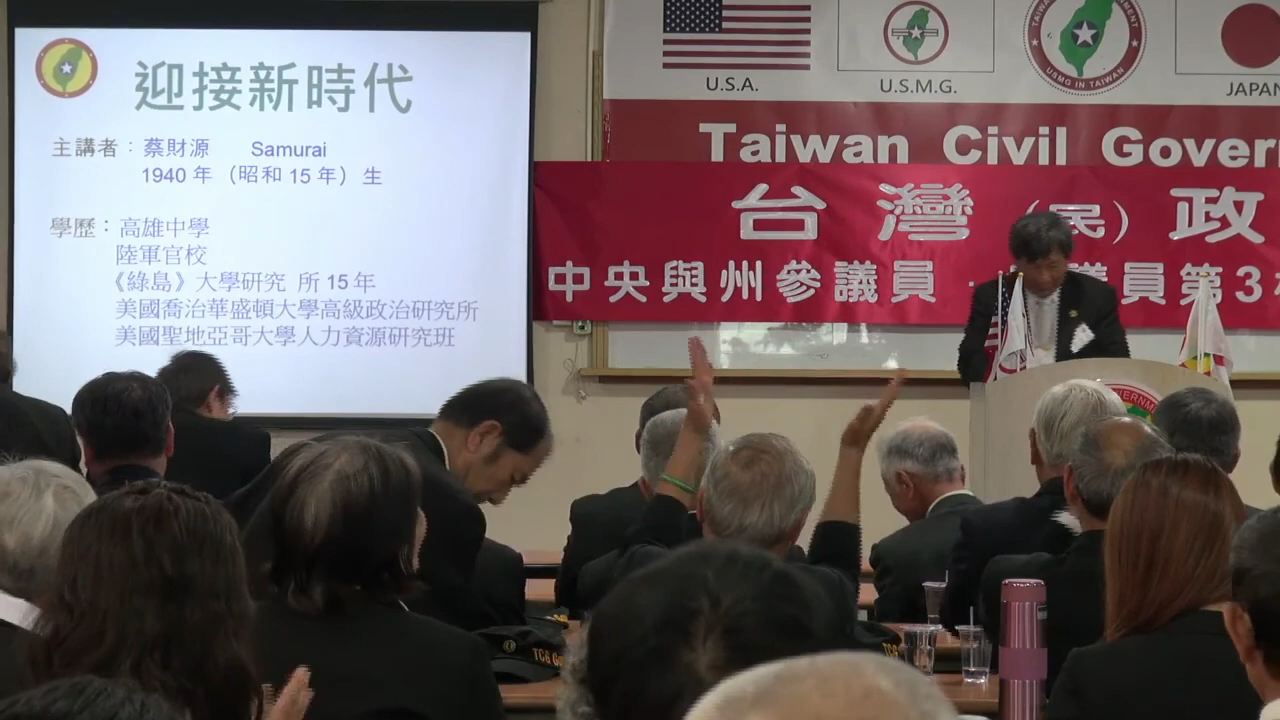 迎接新時代
主講者：蔡財源 Samurai
1940 年（昭和 15 年）生
學歷：高雄中學
陸軍官校
《綠島》大學研究 所 15 年
美國喬治華盛頓大學高級政治研究所
美國聖地亞哥大學人力資源研究班
U.S.A.
U.S.M.G.
USMG IN TAIWAN
JAPAN
Taiwan Civil Gover
台灣（民）政
中央與州參議員
議員第3
TCG